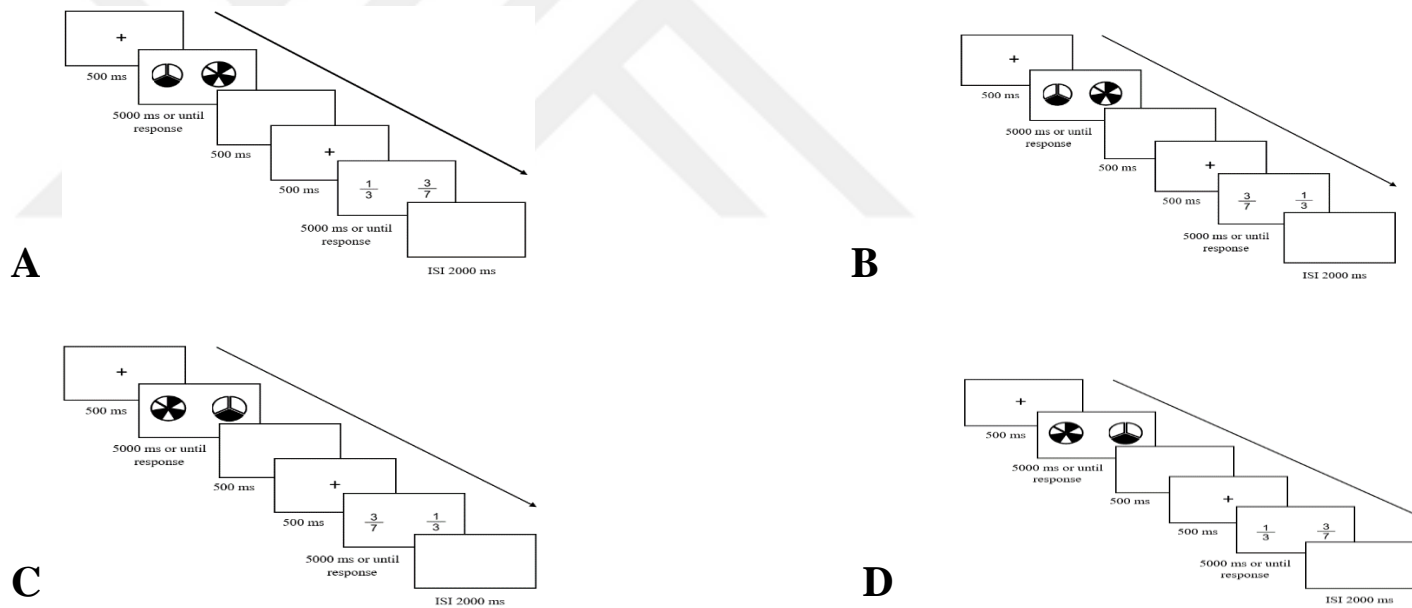 +
500 ms
5000 ms or until
response
500 ms
+
500 ms
1/3 3/7
5000 ms or until
response
ISI 2000 ms
A
+
500 ms
5000 ms or until
response
500 ms
+
500 ms
3/7 1/3
5000 ms or until
response
ISI 2000 ms
B
+
500 ms
5000 ms or until
response
500 ms
+
500 ms
3/7 1/3
5000 ms or until
response
ISI 2000 ms
C
+
500 ms
5000 ms or until
response
500 ms
+
500 ms
1/3 3/7
5000 ms or until
response
ISI 2000 ms
D